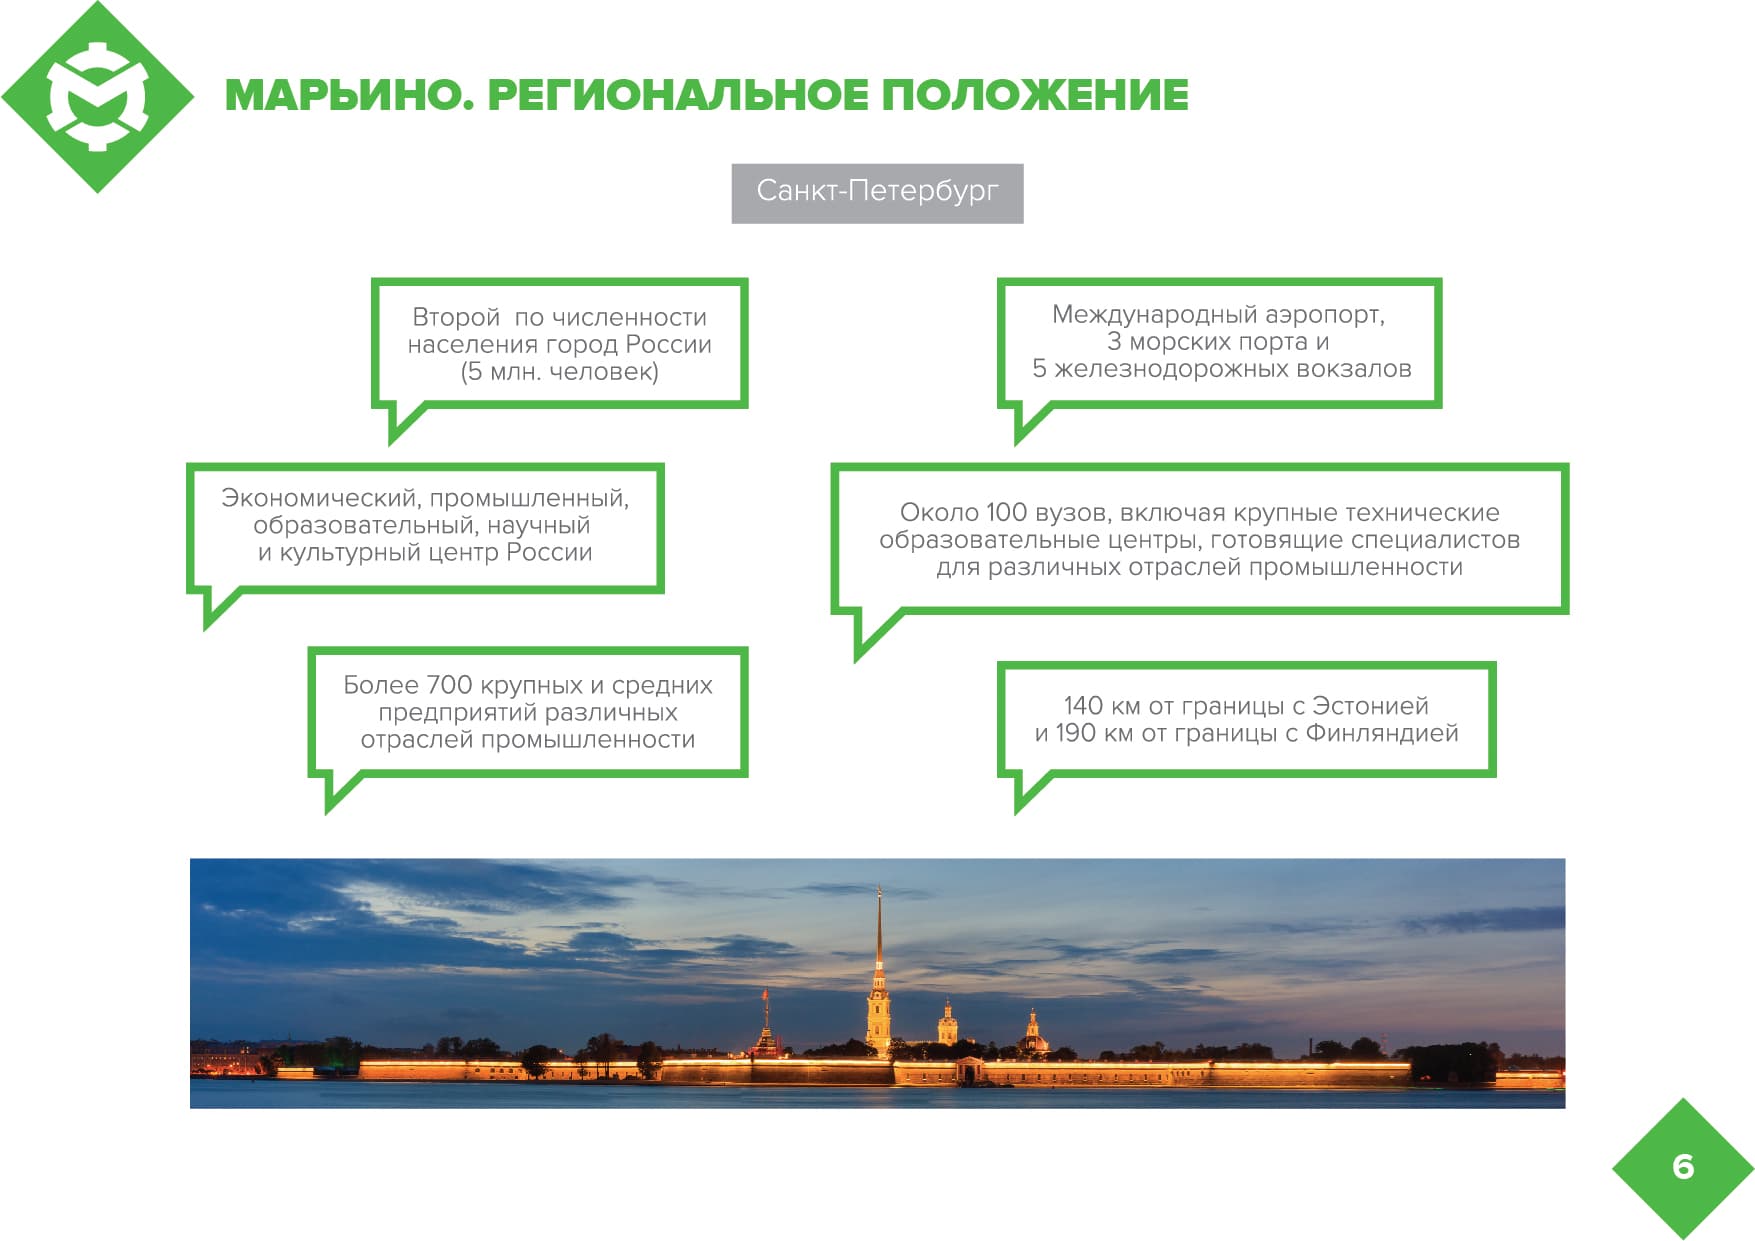 МАРЬИНО. РЕГИОНАЛЬНОЕ ПОЛОЖЕНИЕ
Санкт-Петербург
Второй по численности
населения город России
(5 млн. человек)
Международный аэропорт,
3 морских порта и
5 железнодорожных вокзалов
Экономический, промышленный,
образовательный, научный
и культурный центр России
Около 100 вузов, включая крупные технические
образовательные центры, готовящие специалистов
для различных отраслей промышленности
Более 700 крупных и средних
предприятий различных
отраслей промышленности
140 км от границы с Эстонией
и 190 км от границы с Финляндией
6